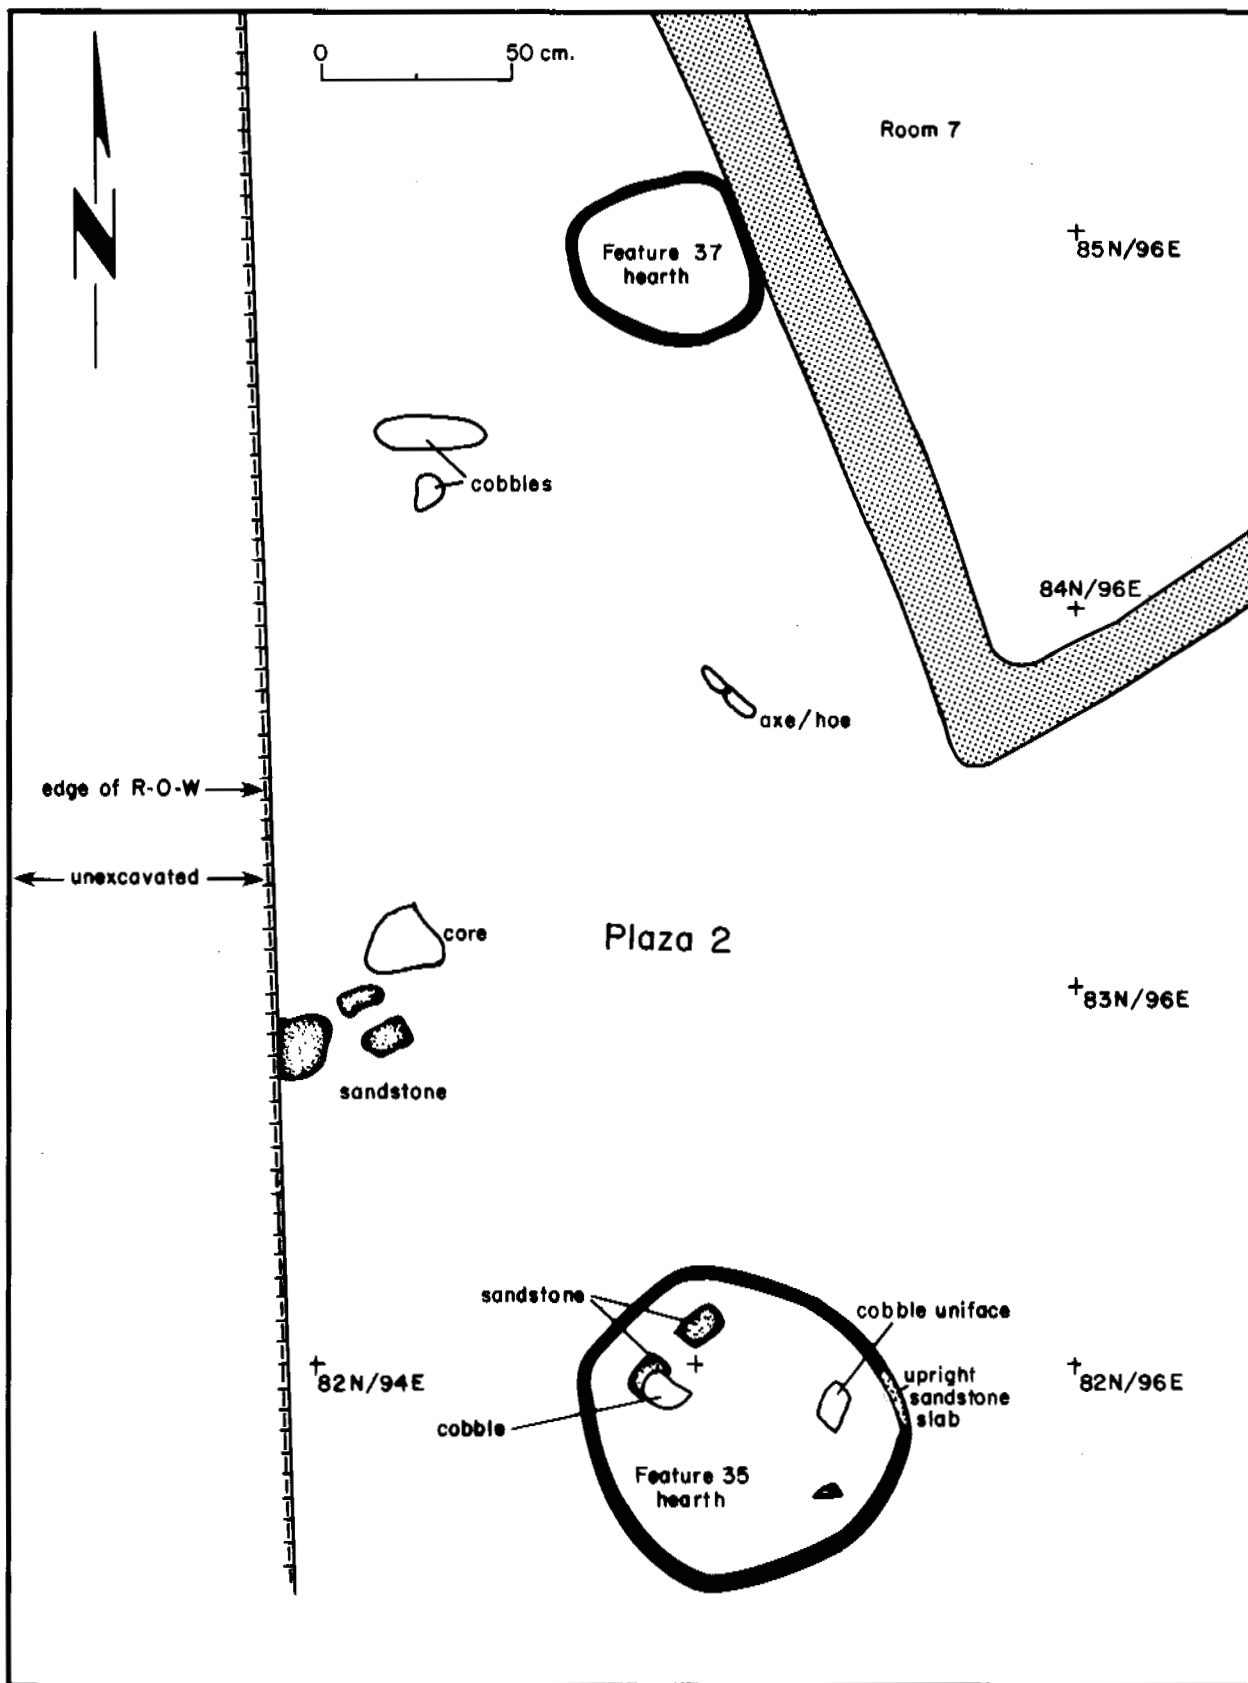 0 50 cm.
Room 7
N
Feature 37
hearth
85N/96E
cobbles
84N/96E
axe/hoe
edge of R-O-W
unexcavated
core
Plaza 2
83N/96E
sandstone
sandstone
cobble uniface
82N/94E
upright
sandstone
slab
82N/96E
cobble
Feature 35
hearth